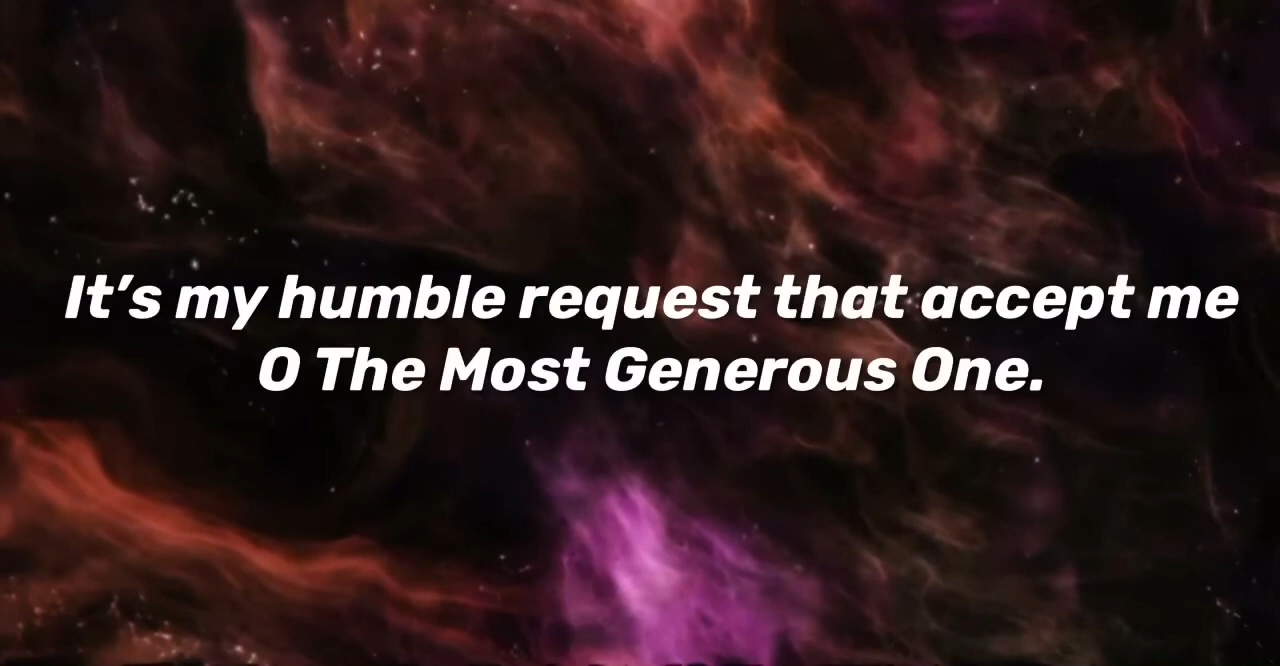 It’s my humble request that accept me
O The Most Generous One.